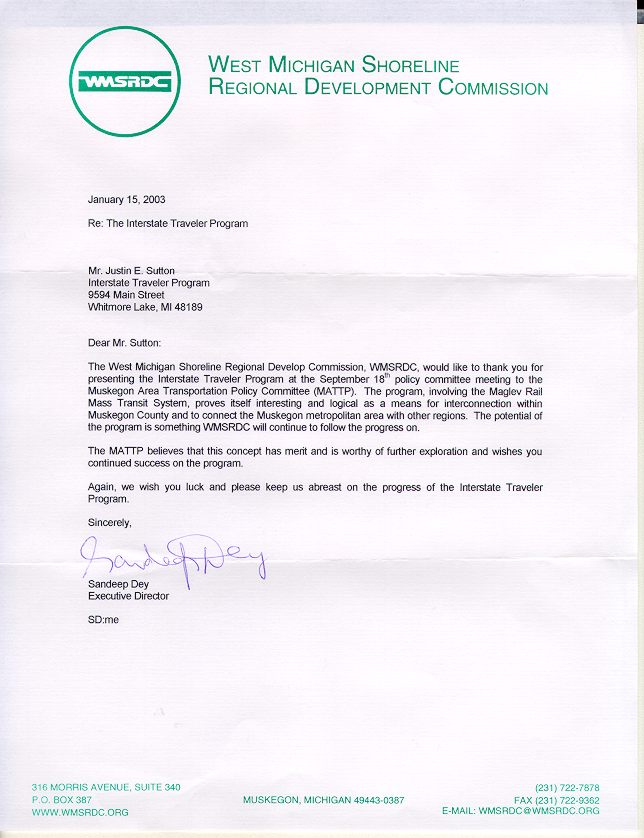 WMSRDC
WEST MICHIGAN SHORELINE
REGIONAL DEVELOPMENT COMMISSION
January 15, 2003
Re: The Interstate Traveler Program
Mr. Justin E. Sutton
Interstate Traveler Program
9594 Main Street
Whitmore Lake, MI 48189
Dear Mr. Sutton:
The West Michigan Shoreline Regional Develop Commission, WMSRDC, would like to thank you for
presenting the Interstate Traveler Program at the September 18th policy committee meeting to the
Muskegon Area Transportation Policy Committee (MATTP). The program, involving the Maglev Rail
Mass Transit System, proves itself interesting and logical as a means for interconnection within
Muskegon County and to connect the Muskegon metropolitan area with other regions. The potential of
the program is something WMSRDC will continue to follow the progress on.
The MATTP believes that this concept has merit and is worthy of further exploration and wishes you
continued success on the program.
Again, we wish you luck and please keep us abreast on the progress of the Interstate Traveler
Program.
Sincerely,
Sandeep Dey
Sandeep Dey
Executive Director
SD:me
316 MORRIS AVENUE, SUITE 340
P.O. BOX 387
WWW.WMSRDC.ORG
MUSKEGON, MICHIGAN 49443-0387
(231) 722-7878
FAX (231) 722-9362
E-MAIL: WMSRDC@WMSRDC.ORG